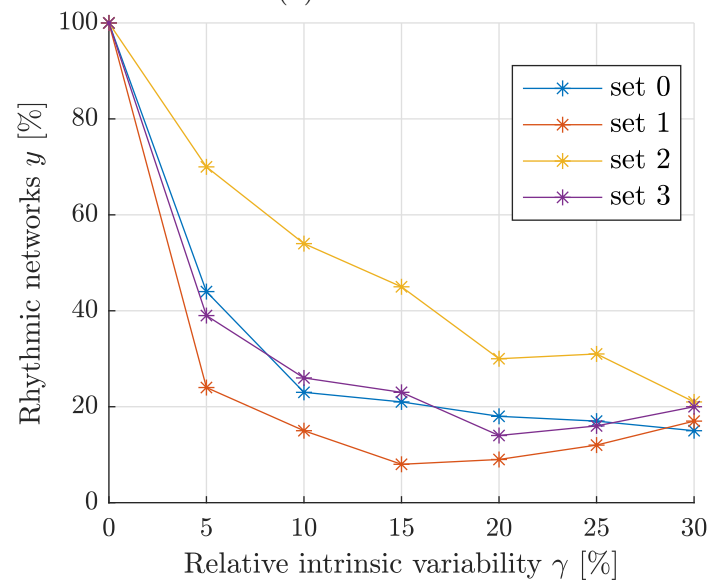 100
80
60
40
20
0
0 5 10 15 20 25 30
Rhythmic networks y [%]
Relative intrinsic variability γ [%]
set 0
set 1
set 2
set 3